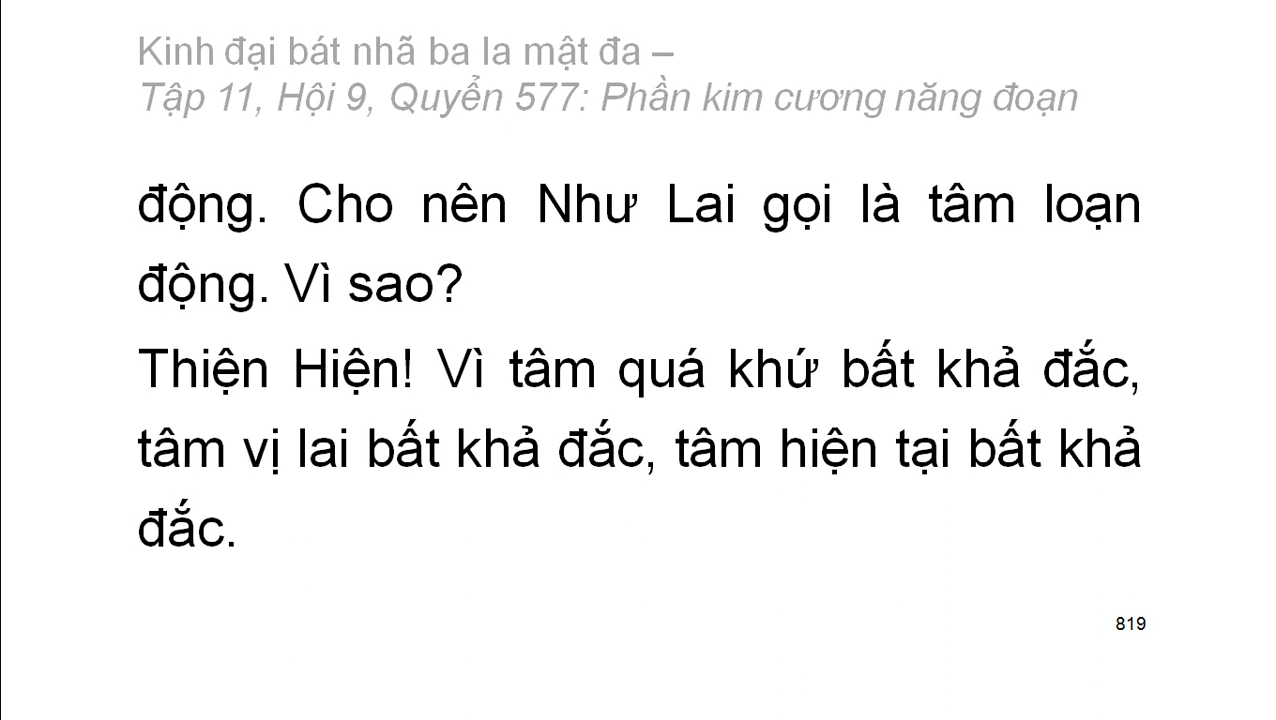 Kinh đại bát nhã ba la mật đa –
Tập 11, Hội 9, Quyển 577: Phần kim cương năng đoạn
động. Cho nên Như Lai gọi là tâm loạn
động. Vì sao?
Thiện Hiện! Vì tâm quá khứ bất khả đắc,
tâm vị lai bất khả đắc, tâm hiện tại bất khả
đắc.
819